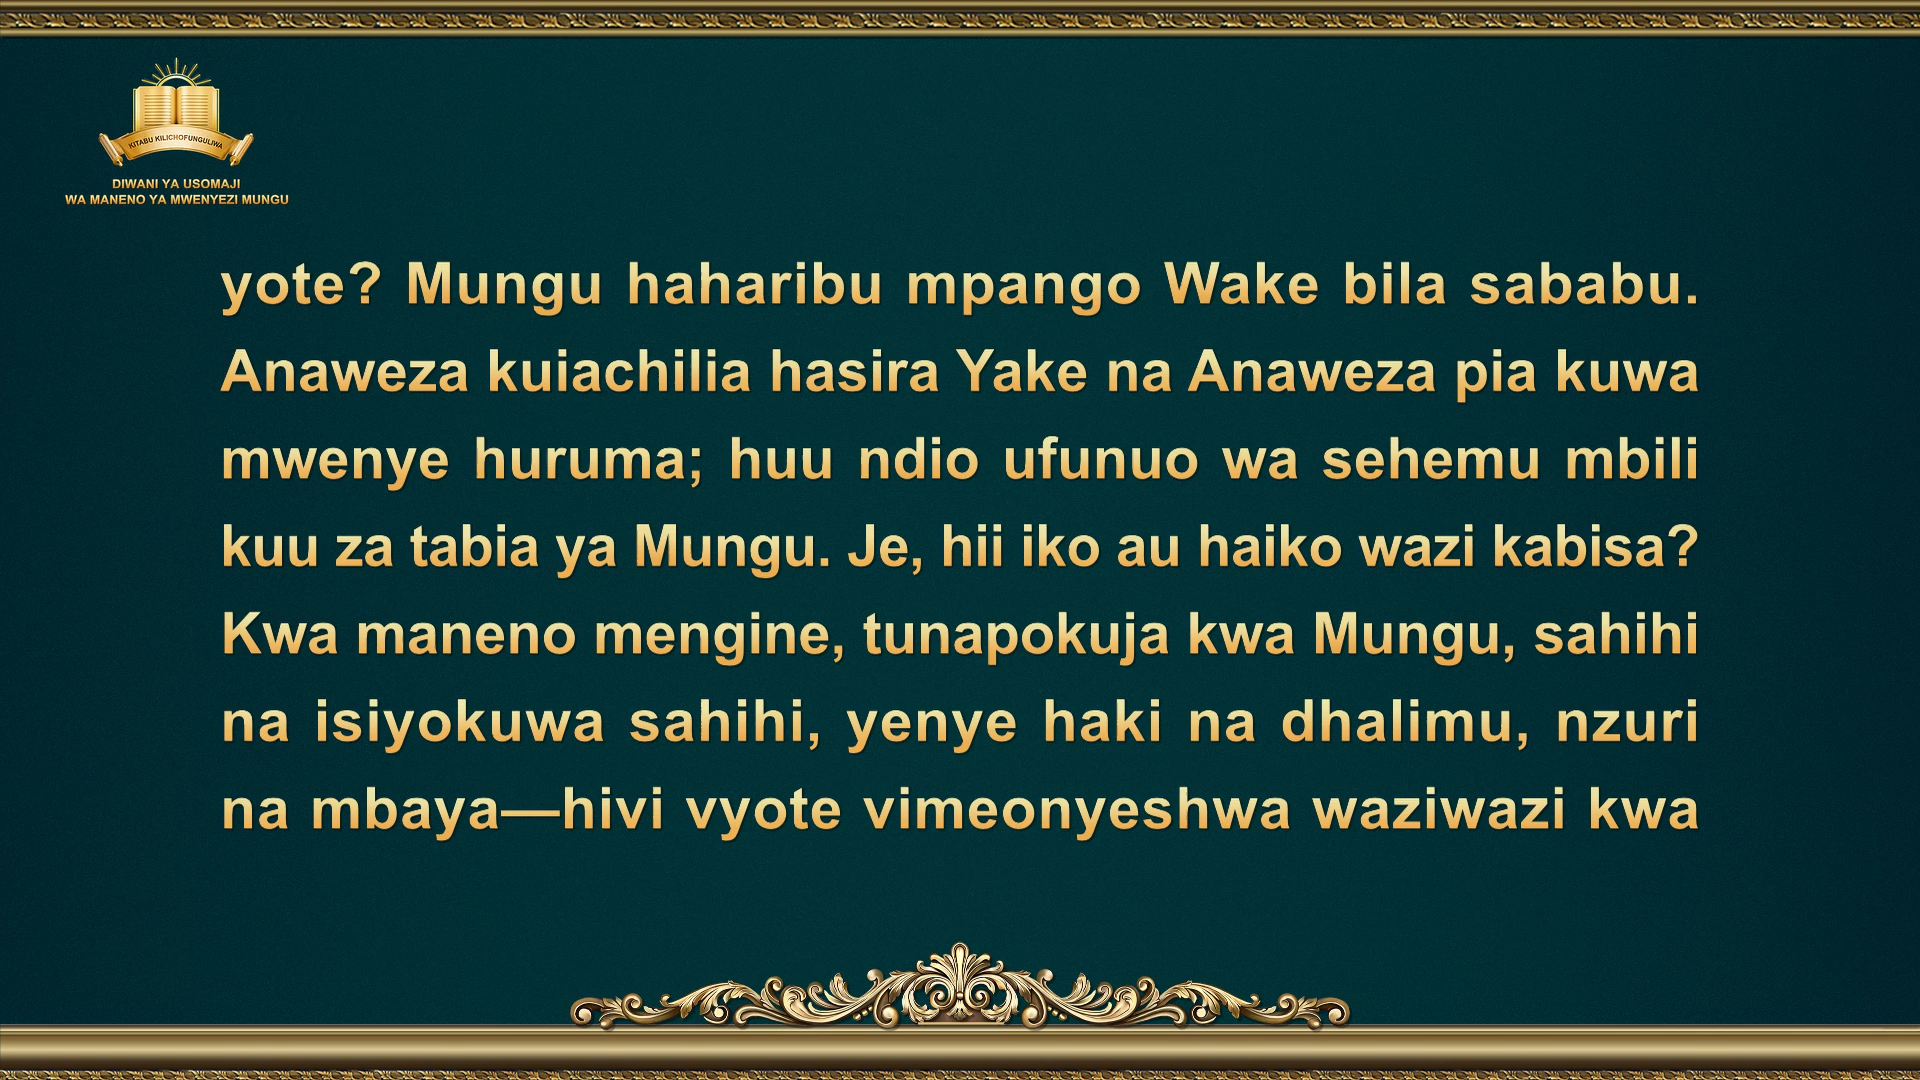 KITABU KILICHOFUNGULIWA
DIWANI YA USOMAJI
WA MANENO YA MWENYEZI MUNGU
yote? Mungu haharibu mpango Wake bila sababu.
Anaweza kuiachilia hasira Yake na Anaweza pia kuwa
mwenye huruma; huu ndio ufunuo wa sehemu mbili
kuu za tabia ya Mungu. Je, hii iko au haiko wazi kabisa?
Kwa maneno mengine, tunapokuja kwa Mungu, sahihi
na isiyokuwa sahihi, yenye haki na dhalimu, nzuri
na mbaya—hivi vyote vimeonyeshwa waziwazi kwa